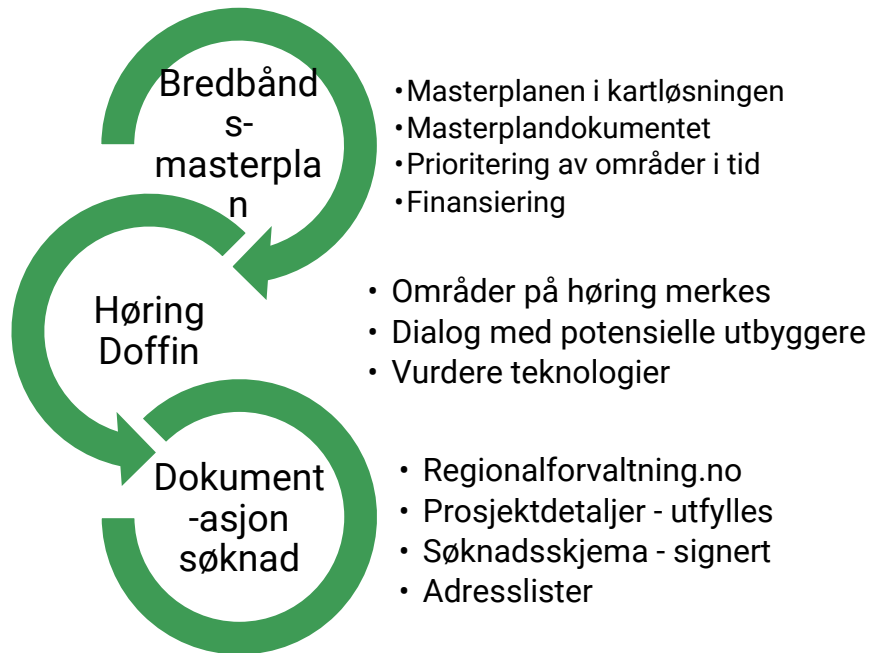 Bredbånd
s-
masterpla
n
•Masterplanen i kartløsningen
•Masterplandokumentet
•Prioritering av områder i tid
•Finansiering
Høring
Doffin
• Områder på høring merkes
• Dialog med potensielle utbyggere
• Vurdere teknologier
Dokument
-asjon
søknad
• Regionalforvaltning.no
• Prosjektdetaljer - utfylles
• Søknadsskjema - signert
• Adresslister